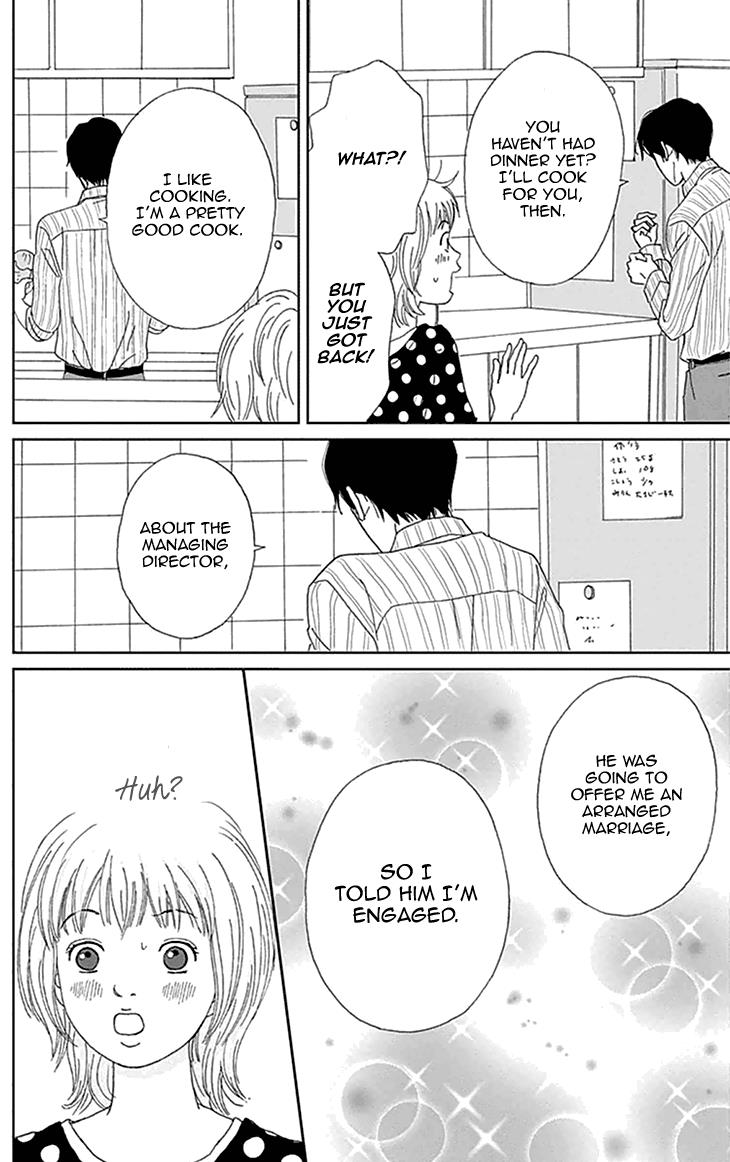 YOU
HAVEN'T HAD
DINNER YET?
I'LL COOK
FOR YOU,
THEN.
WHAT?!
BUT
YOU
JUST
GOT
BACK!
I LIKE
COOKING.
I'M A PRETTY
GOOD COOK.
ABOUT THE
MANAGING
DIRECTOR,
HE WAS
GOING TO
OFFER ME AN
ARRANGED
MARRIAGE,
SO I
TOLD HIM I'M
ENGAGED.
Huh?